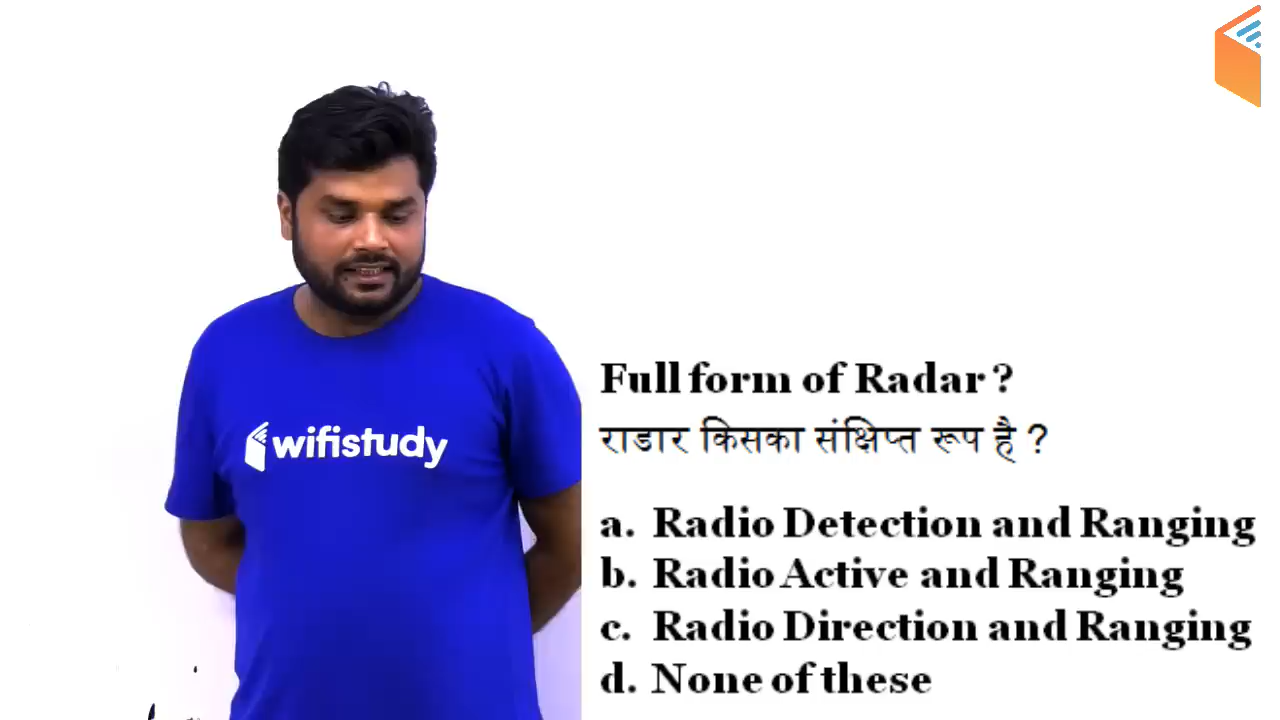 wifistudy
Full form of Radar ?
राडार किसका संक्षिप्त रूप है ?
a. Radio Detection and Ranging
b. Radio Active and Ranging
c. Radio Direction and Ranging
d. None of these